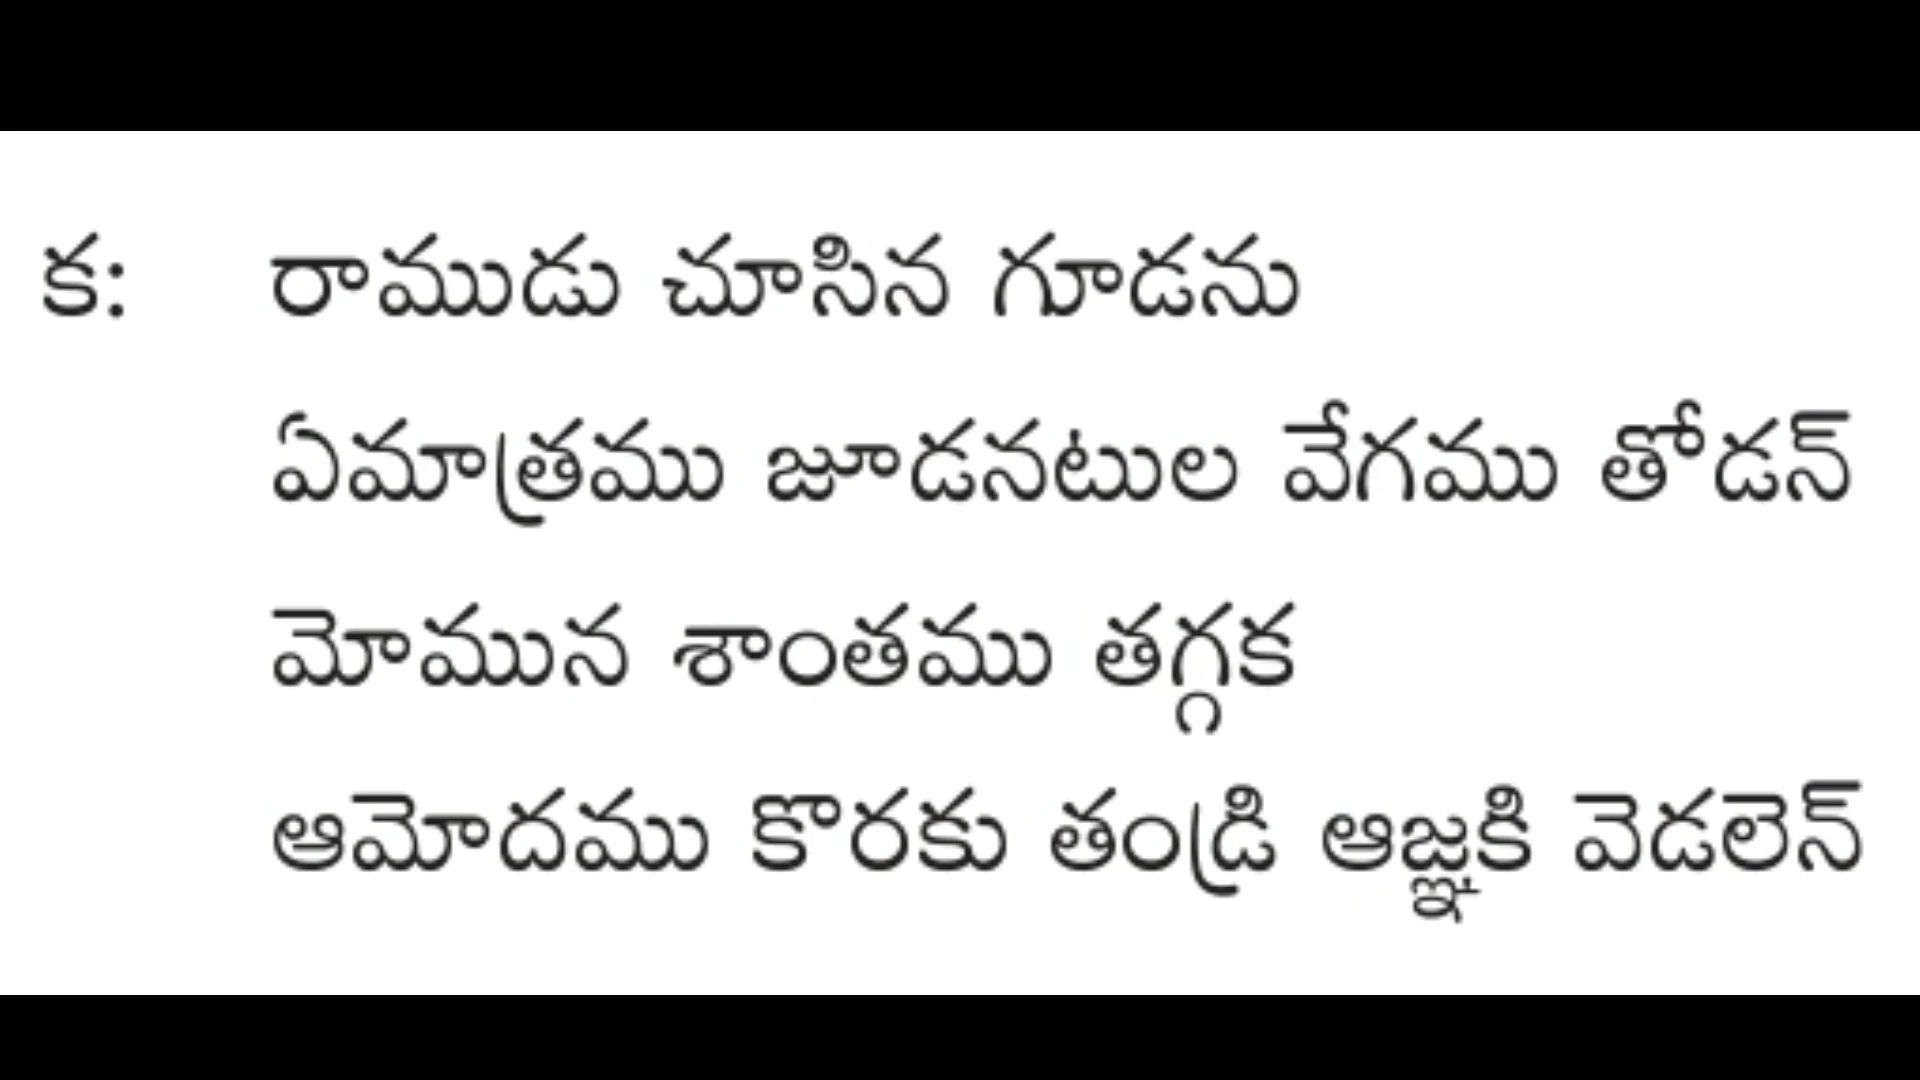 క: రాముడు చూసిన గూడను
ఏమాత్రము జూడనటుల వేగము తోడన్
మోమున శాంతము తగ్గక
ఆమోదము కొరకు తండ్రి ఆజ్ఞకి వెడలెన్